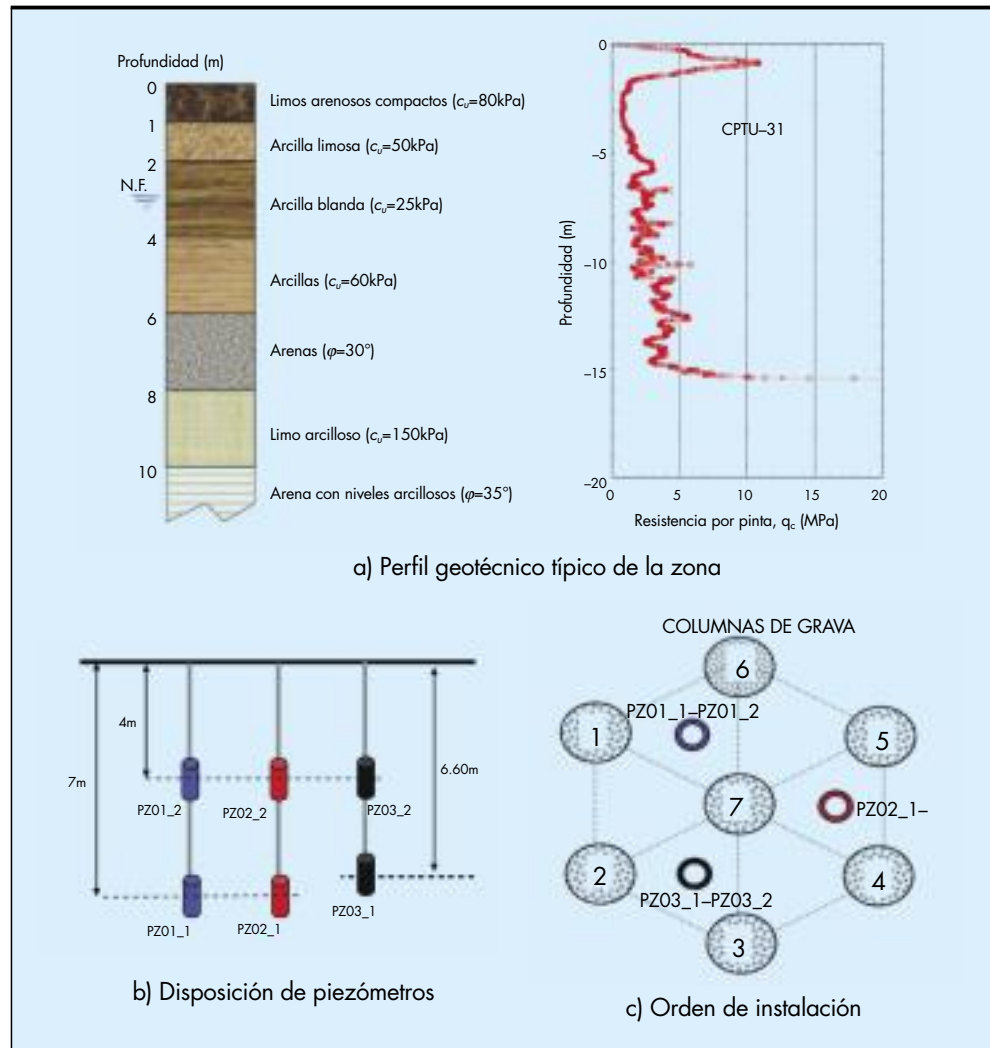 Profundidad (m)
0
1
2
N.F.
4
6
8
10
Limos arenosos compactos (cᵤ=80kPa)
Arcilla limosa (cᵤ=50kPa)
Arcilla blanda (cᵤ=25kPa)
Arcillas (cᵤ=60kPa)
Arenas (φ=30°)
Limo arcilloso (cᵤ=150kPa)
Arena con niveles arcillosos (φ=35°)
CPTU–31
Profundidad (m)
0
–5
–10
–15
–20
0 5 10 15 20
Resistencia por pinta, q꜀ (MPa)
a) Perfil geotécnico típico de la zona
4m
7m
6.60m
PZ01_2
PZ02_2
PZ03_2
PZ01_1
PZ02_1
PZ03_1
b) Disposición de piezómetros
COLUMNAS DE GRAVA
6
PZ01_1–PZ01_2
1
5
7
PZ02_1–
2
4
PZ03_1–PZ03_2
3
c) Orden de instalación